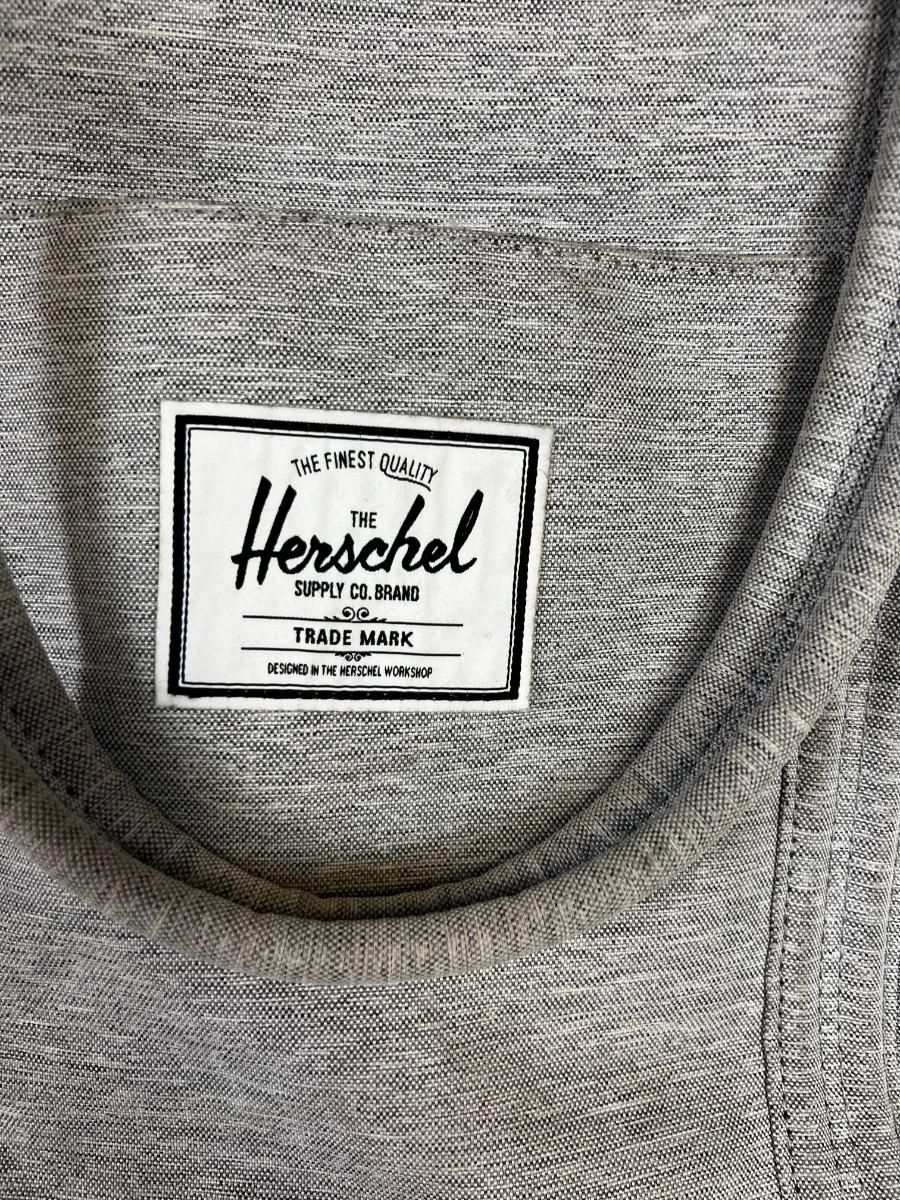 THE FINEST QUALITY
THE
Herschel
SUPPLY CO. BRAND
TRADE MARK
DESIGNED IN THE HERSCHEL WORKSHOP